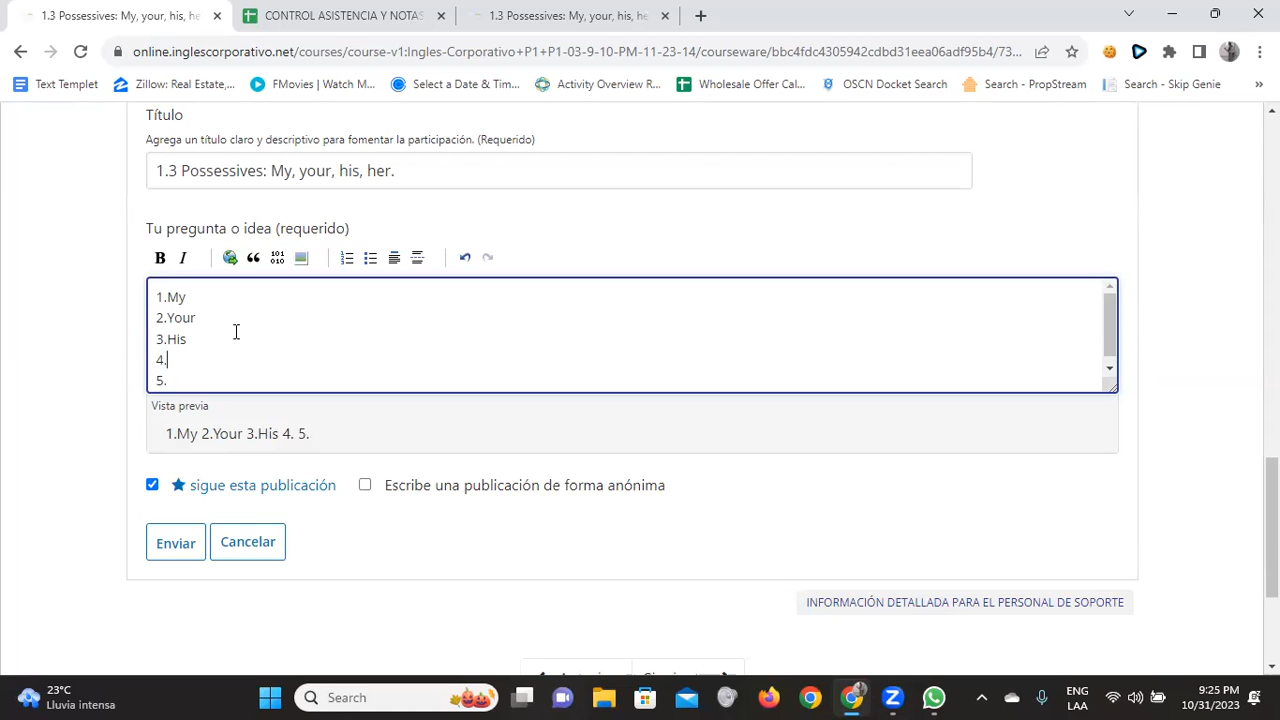 1.3 Possessives: My, your, his, he
CONTROL ASISTENCIA Y NOTAS
1.3 Possessives: My, your, his, he
online.inglescorporativo.net/courses/course-v1:Ingles-Corporativo+P1+P1-03-9-10-PM-11-23-14/courseware/bbc4fdc4305942cdbd31eea06adf95b4/73...
Text Templet
Zillow: Real Estate,...
FMovies | Watch M...
Select a Date & Tim...
Activity Overview R...
Wholesale Offer Cal...
OSCN Docket Search
Search - PropStream
Search - Skip Genie
»
Título
Agrega un título claro y descriptivo para fomentar la participación. (Requerido)
1.3 Possessives: My, your, his, her.
Tu pregunta o idea (requerido)
B I
1.My
2.Your
3.His
4.
5.
Vista previa
1.My 2.Your 3.His 4. 5.
sigue esta publicación
Escribe una publicación de forma anónima
Enviar
Cancelar
INFORMACIÓN DETALLADA PARA EL PERSONAL DE SOPORTE
23°C
Lluvia intensa
Search
ENG
LAA
9:25 PM
10/31/2023